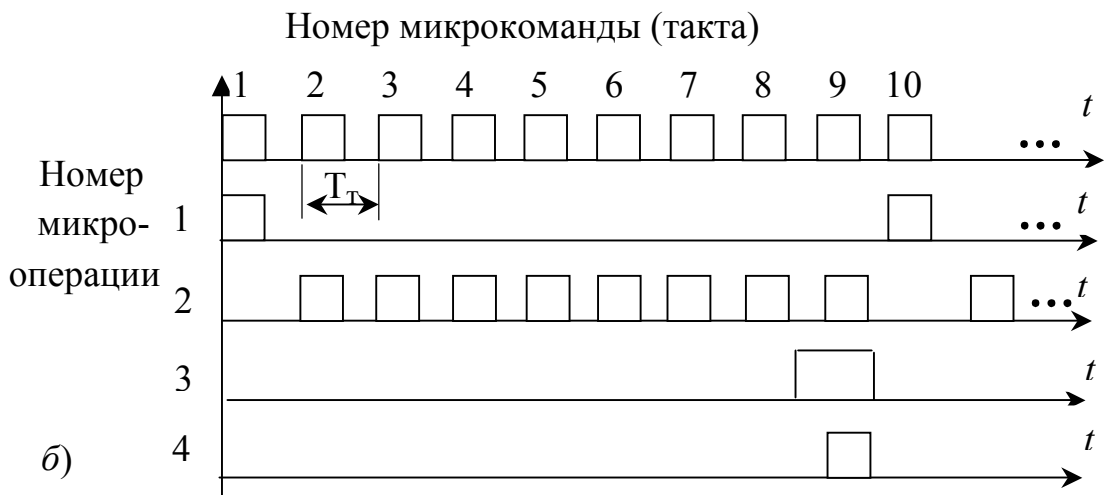 Номер микрокоманды (такта)
1 2 3 4 5 6 7 8 9 10 t
...
Номер
микро-
операции
Tт
1 ... t
2 ... t
3 t
4 t
б)